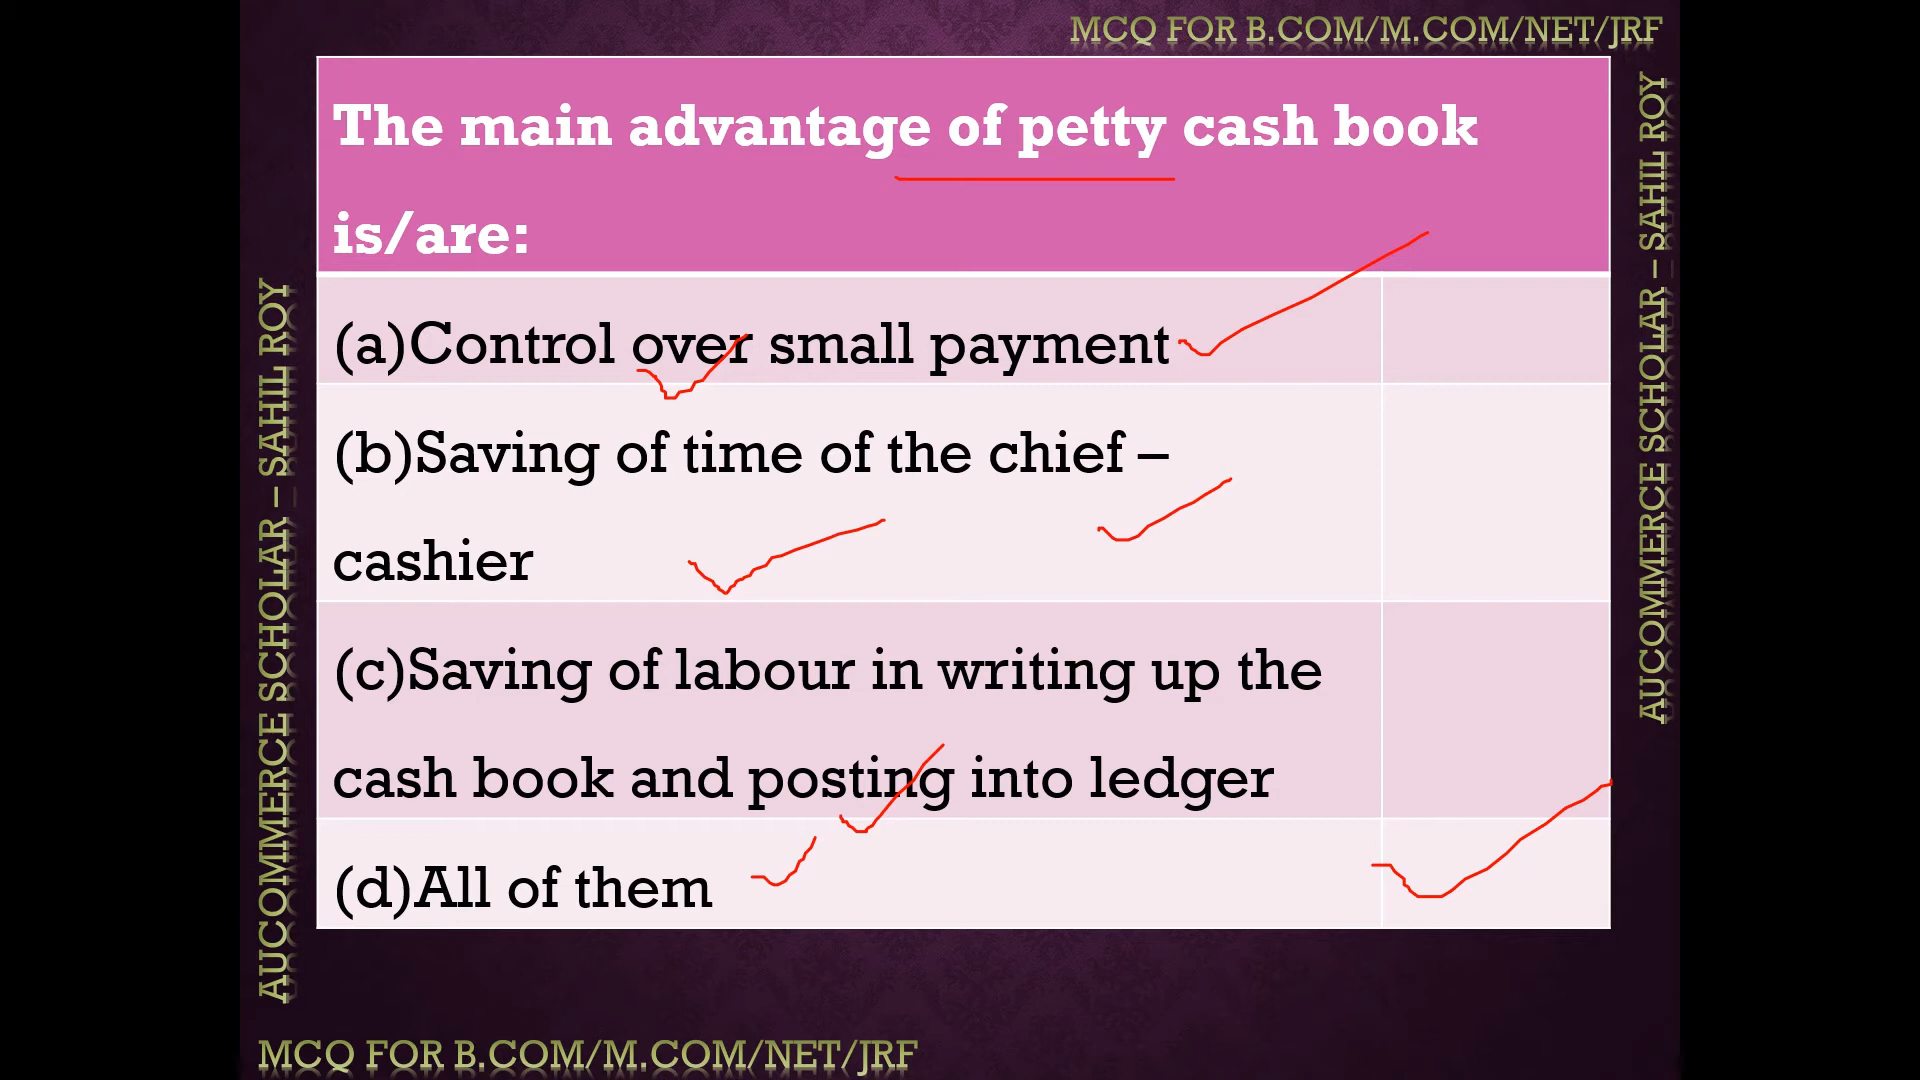 MCQ FOR B.COM/M.COM/NET/JRF
The main advantage of petty cash book
is/are:
(a)Control over small payment
(b)Saving of time of the chief –
cashier
(c)Saving of labour in writing up the
cash book and posting into ledger
(d)All of them
AUCOMMERCE SCHOLAR – SAHIL ROY
AUCOMMERCE SCHOLAR – SAHIL ROY
MCQ FOR B.COM/M.COM/NET/JRF